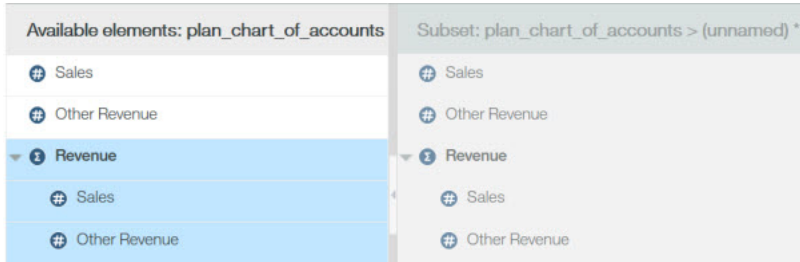 Available elements: plan_chart_of_accounts
Sales
Other Revenue
Revenue
Sales
Other Revenue
Subset: plan_chart_of_accounts > (unnamed) *
Sales
Other Revenue
Revenue
Sales
Other Revenue